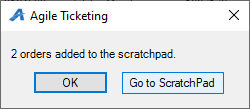 Agile Ticketing
2 orders added to the scratchpad.
OK
Go to ScratchPad